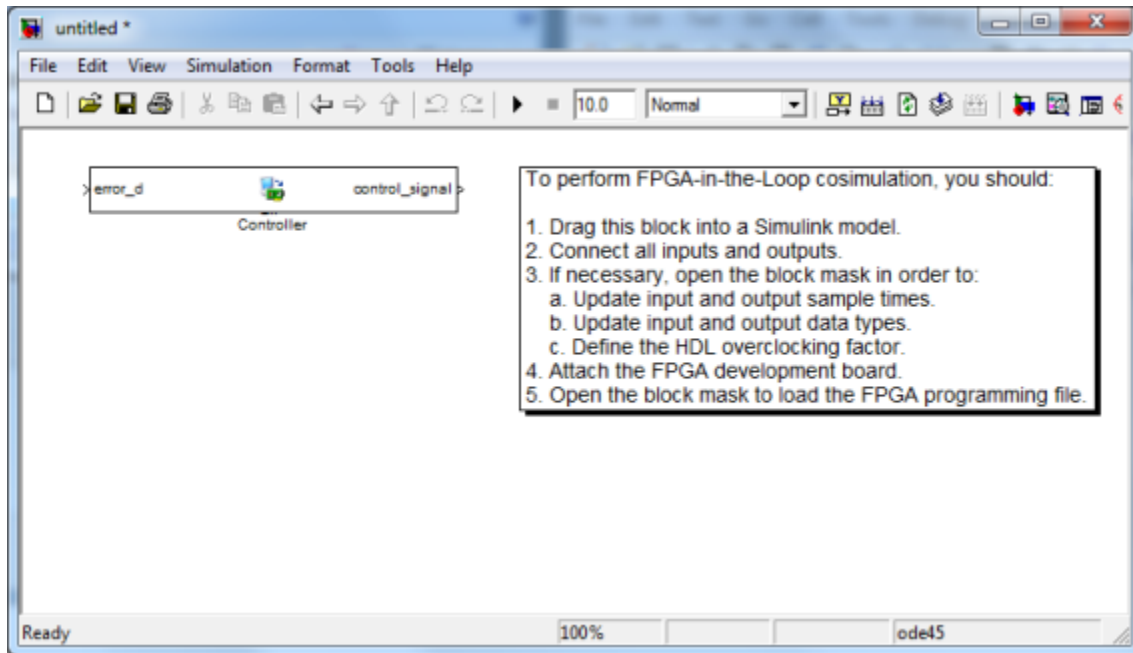 untitled *
File Edit View Simulation Format Tools Help
10.0 Normal
error_d control_signal
Controller
To perform FPGA-in-the-Loop cosimulation, you should:
1. Drag this block into a Simulink model.
2. Connect all inputs and outputs.
3. If necessary, open the block mask in order to:
a. Update input and output sample times.
b. Update input and output data types.
c. Define the HDL overclocking factor.
4. Attach the FPGA development board.
5. Open the block mask to load the FPGA programming file.
Ready 100% ode45